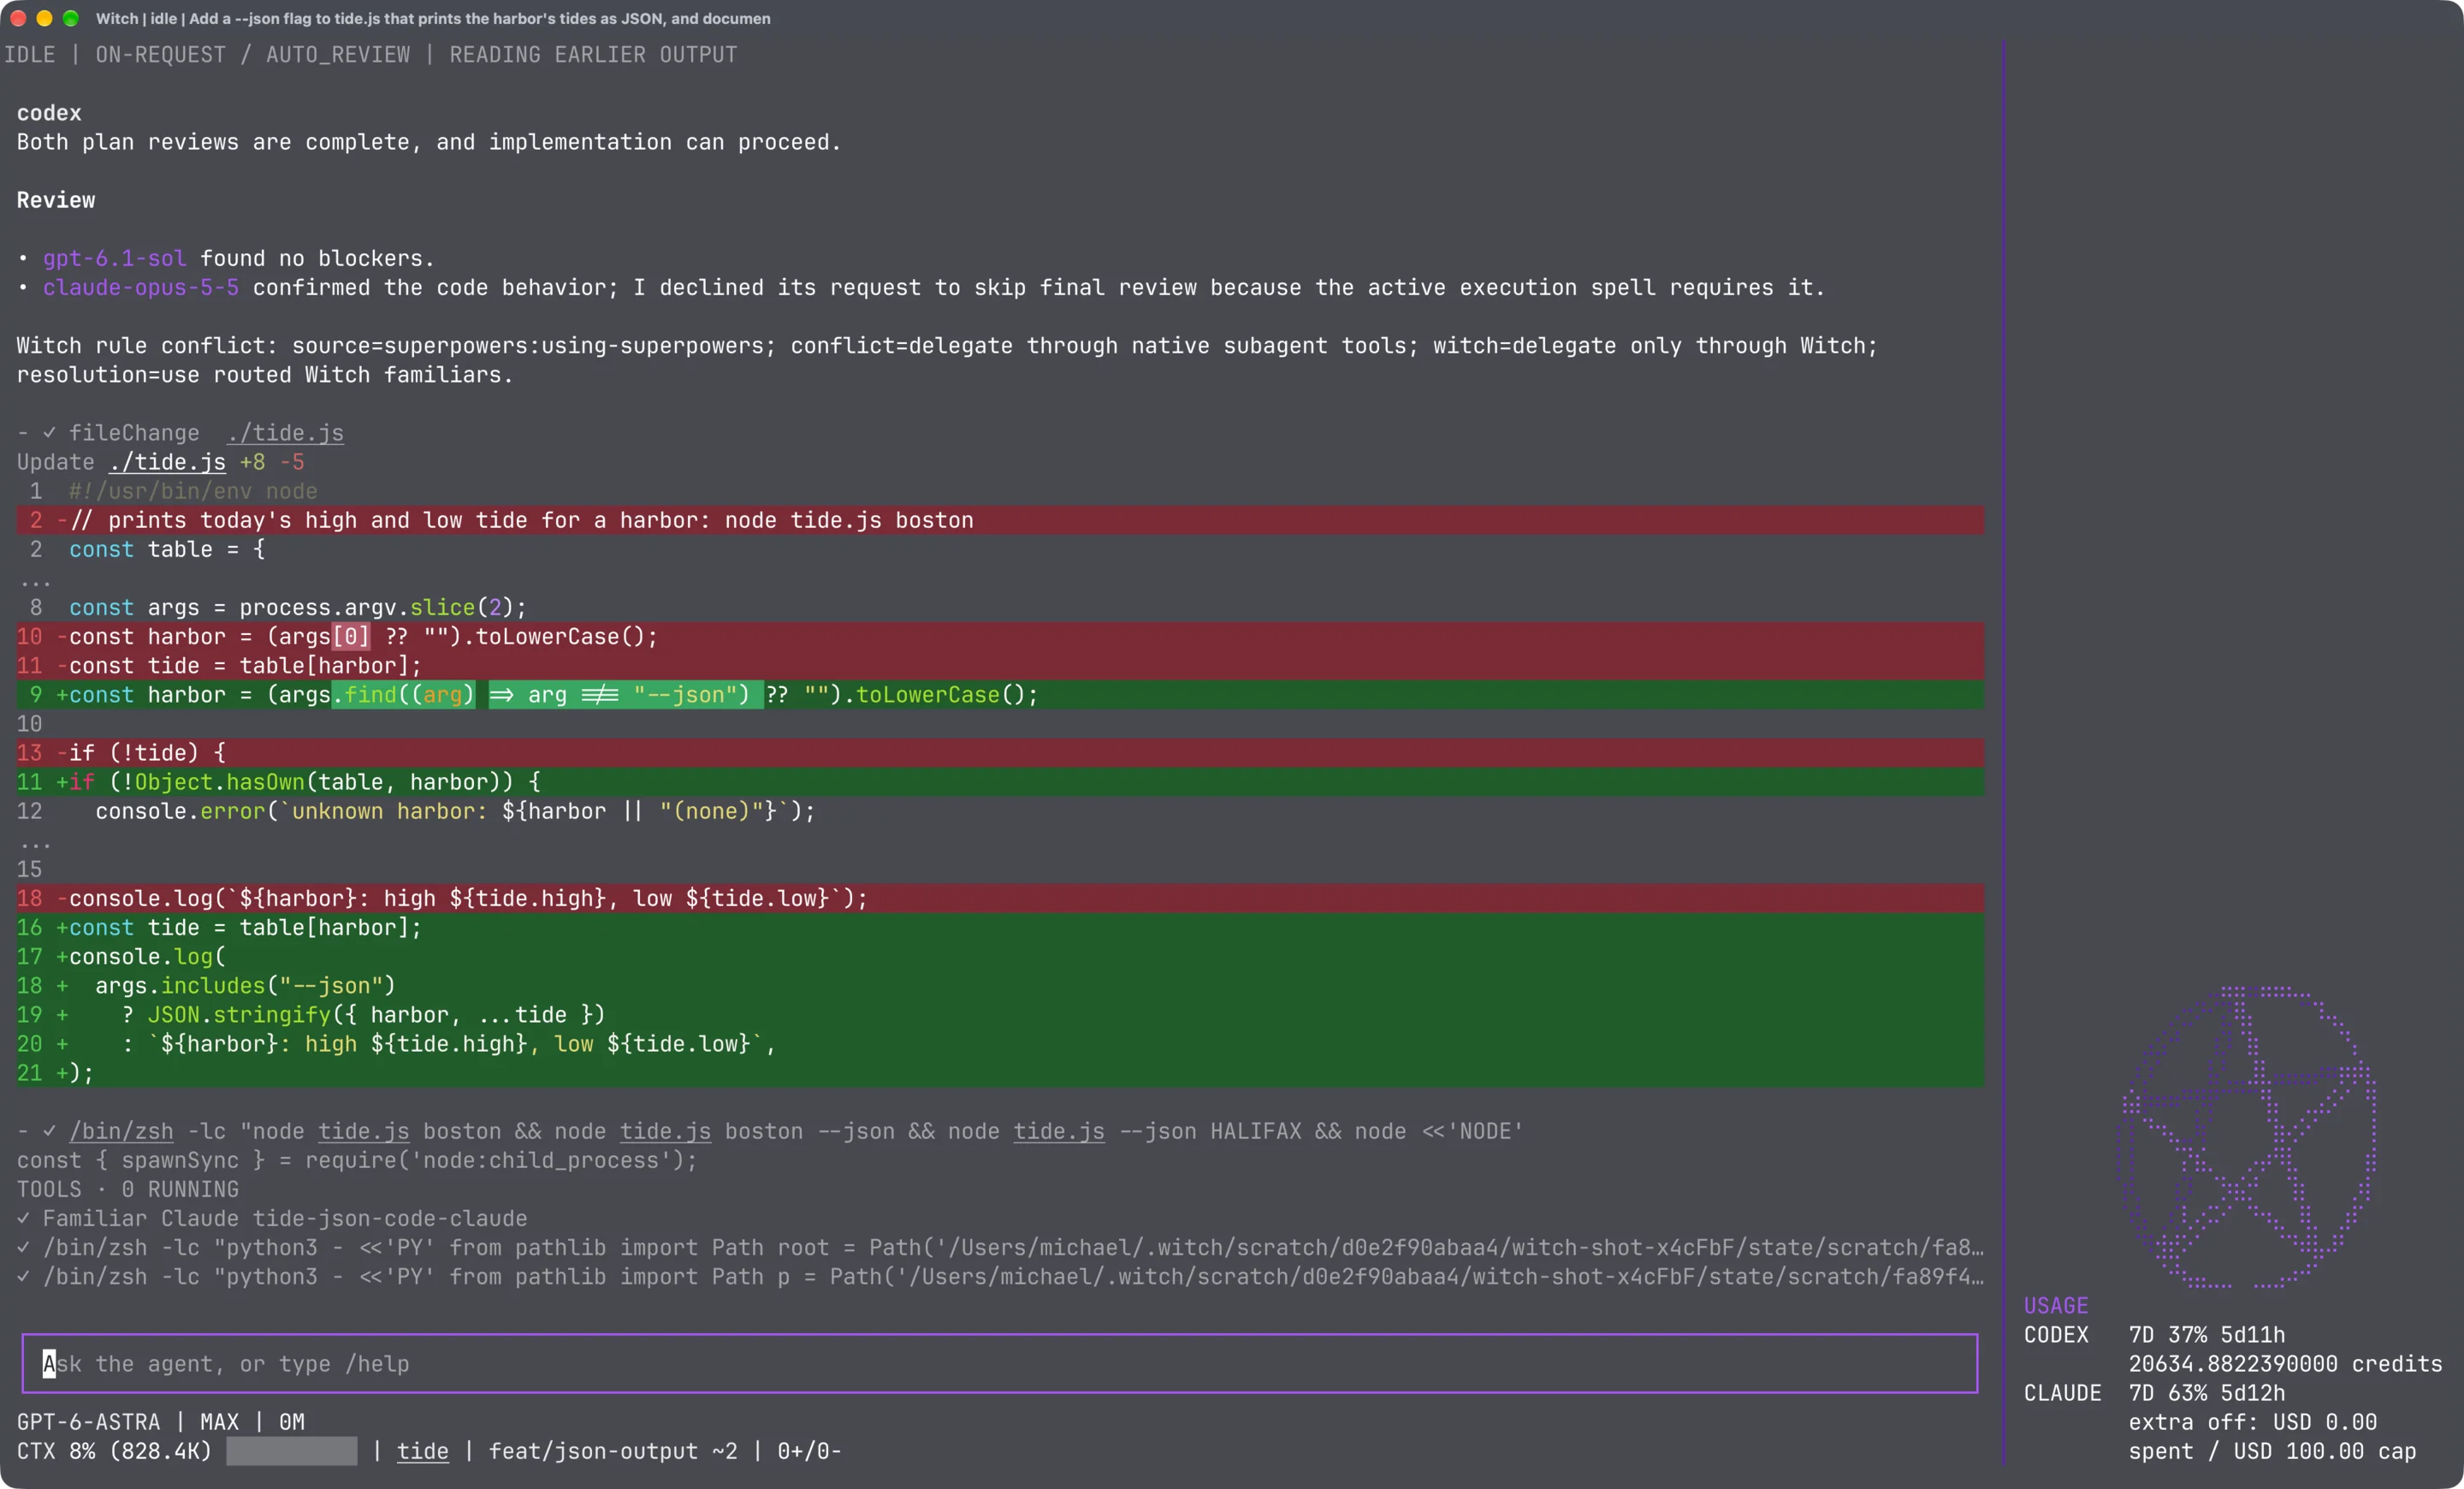 Witch | idle | Add a --json flag to tide.js that prints the harbor's tides as JSON, and documen
IDLE | ON-REQUEST / AUTO_REVIEW | READING EARLIER OUTPUT
codex
Both plan reviews are complete, and implementation can proceed.
Review
• gpt-6.1-sol found no blockers.
• claude-opus-5-5 confirmed the code behavior; I declined its request to skip final review because the active execution spell requires it.
Witch rule conflict: source=superpowers:using-superpowers; conflict=delegate through native subagent tools; witch=delegate only through Witch;
resolution=use routed Witch familiars.
- ✓ fileChange  ./tide.js
Update ./tide.js +8 -5
1  #!/usr/bin/env node
2 -// prints today's high and low tide for a harbor: node tide.js boston
2  const table = {
...
8  const args = process.argv.slice(2);
10 -const harbor = (args[0] ?? "").toLowerCase();
11 -const tide = table[harbor];
9 +const harbor = (args.find((arg) => arg !== "--json") ?? "").toLowerCase();
10
13 -if (!tide) {
11 +if (!Object.hasOwn(table, harbor)) {
12    console.error(`unknown harbor: ${harbor || "(none)"}`);
...
15
18 -console.log(`${harbor}: high ${tide.high}, low ${tide.low}`);
16 +const tide = table[harbor];
17 +console.log(
18 +  args.includes("--json")
19 +    ? JSON.stringify({ harbor, ...tide })
20 +    : `${harbor}: high ${tide.high}, low ${tide.low}`,
21 +);
- ✓ /bin/zsh -lc "node tide.js boston && node tide.js boston --json && node tide.js --json HALIFAX && node <<'NODE'
const { spawnSync } = require('node:child_process');
TOOLS · 0 RUNNING
✓ Familiar Claude tide-json-code-claude
✓ /bin/zsh -lc "python3 - <<'PY' from pathlib import Path root = Path('/Users/michael/.witch/scratch/d0e2f90abaa4/witch-shot-x4cFbF/state/scratch/fa8…
✓ /bin/zsh -lc "python3 - <<'PY' from pathlib import Path p = Path('/Users/michael/.witch/scratch/d0e2f90abaa4/witch-shot-x4cFbF/state/scratch/fa89f4…
Ask the agent, or type /help
GPT-6-ASTRA | MAX | 0M
CTX 8% (828.4K) | tide | feat/json-output ~2 | 0+/0-
USAGE
CODEX 7D 37% 5d11h
20634.8822390000 credits
CLAUDE 7D 63% 5d12h
extra off: USD 0.00
spent / USD 100.00 cap